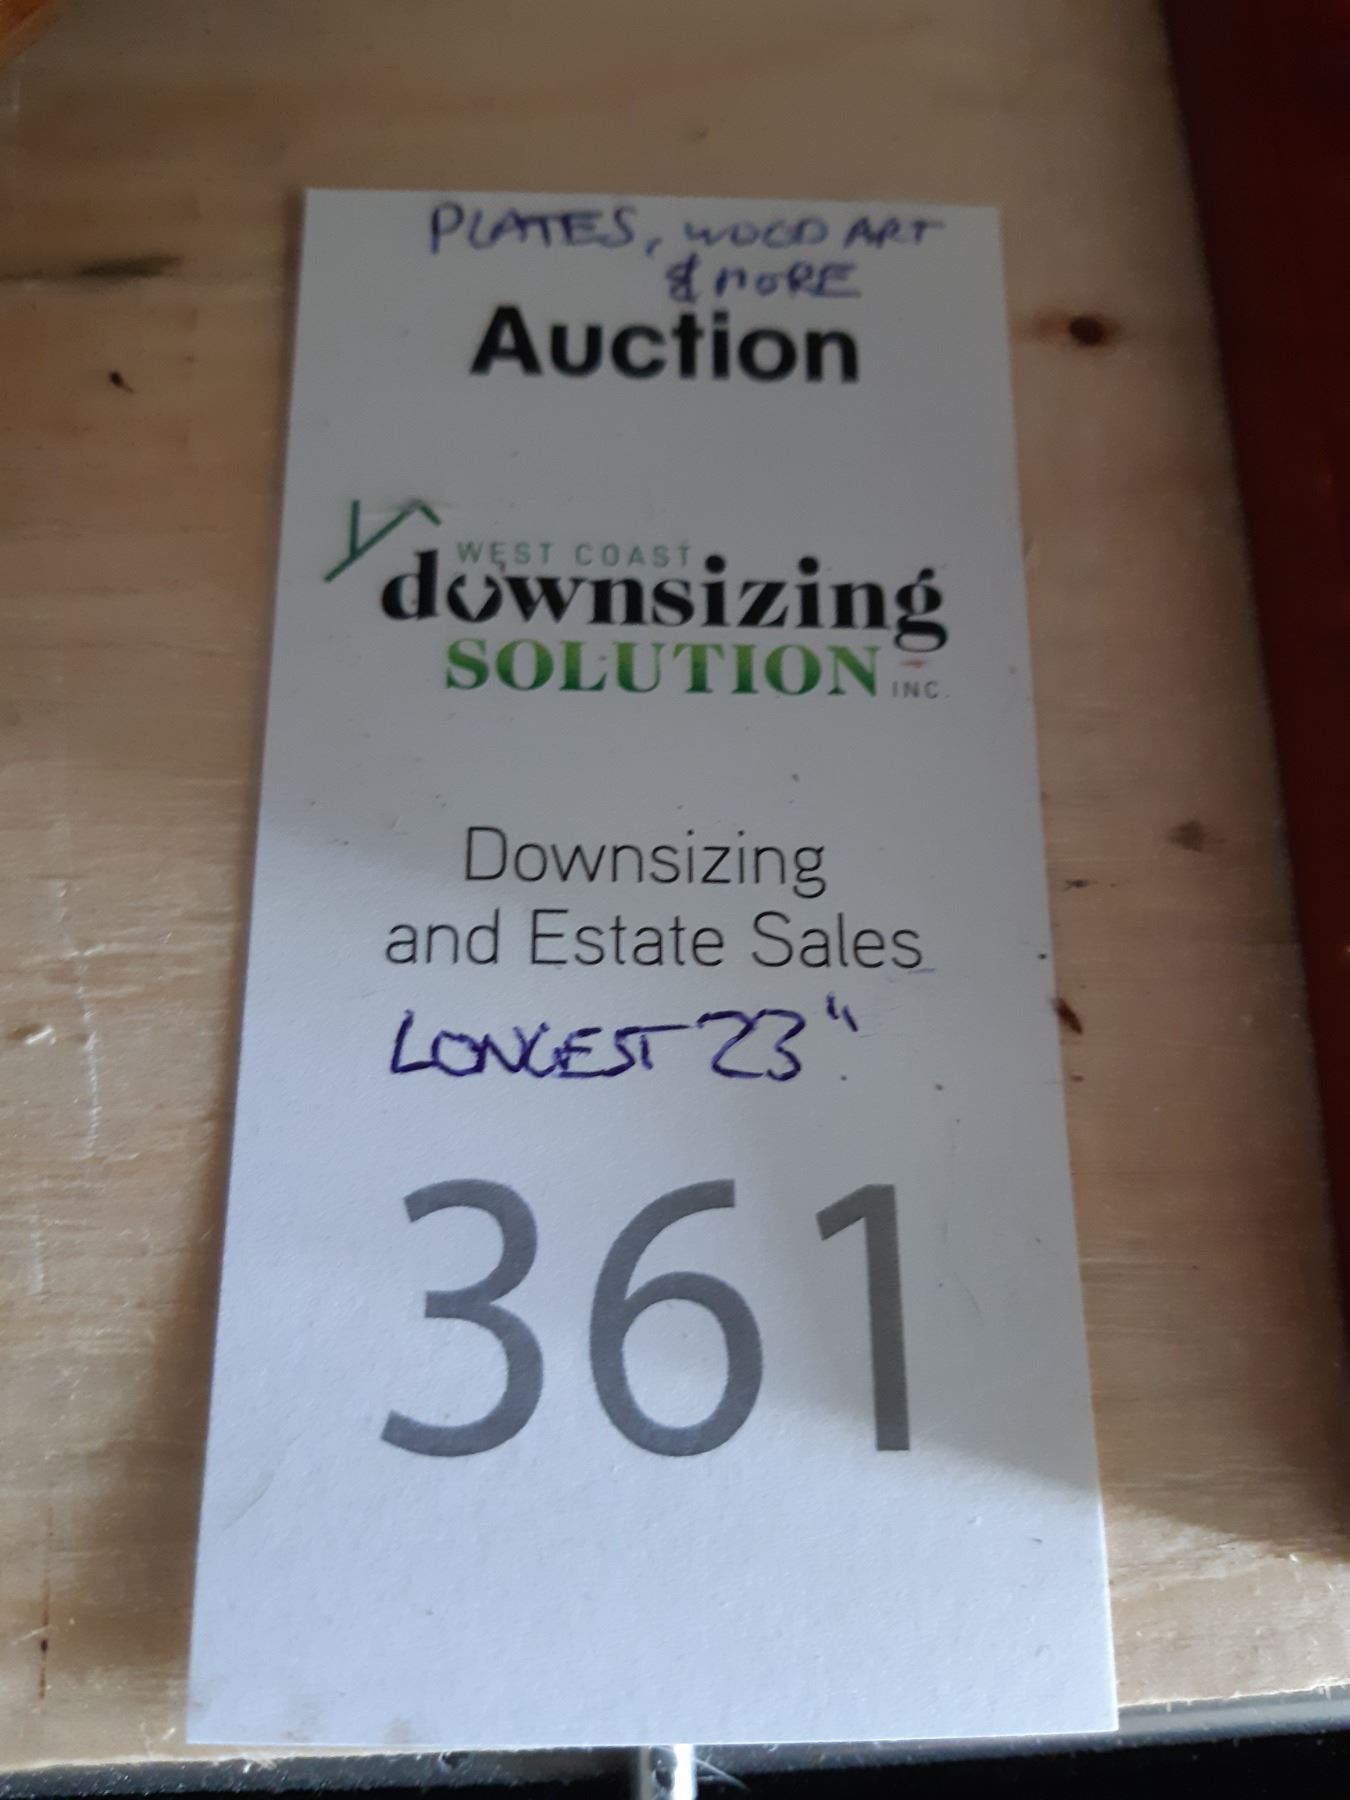 PLATES, WOOD ART
& MORE
Auction
WEST COAST
downsizing
SOLUTION INC.
Downsizing
and Estate Sales
LONGEST 23"
361